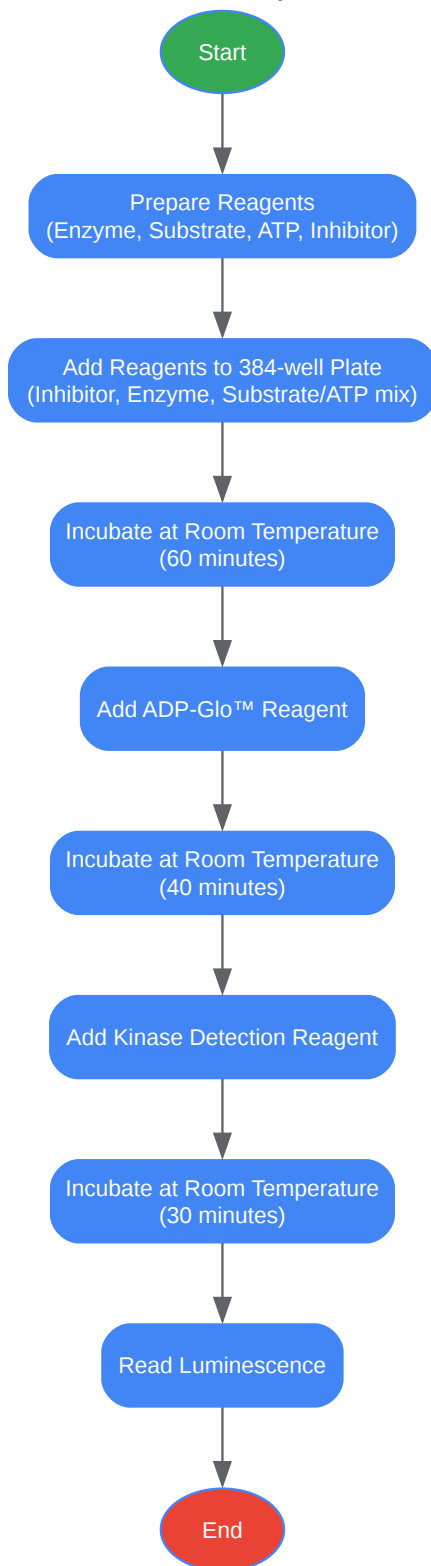 Start
Prepare Reagents
(Enzyme, Substrate, ATP, Inhibitor)
Add Reagents to 384-well Plate
(Inhibitor, Enzyme, Substrate/ATP mix)
Incubate at Room Temperature
(60 minutes)
Add ADP-Glo™ Reagent
Incubate at Room Temperature
(40 minutes)
Add Kinase Detection Reagent
Incubate at Room Temperature
(30 minutes)
Read Luminescence
End